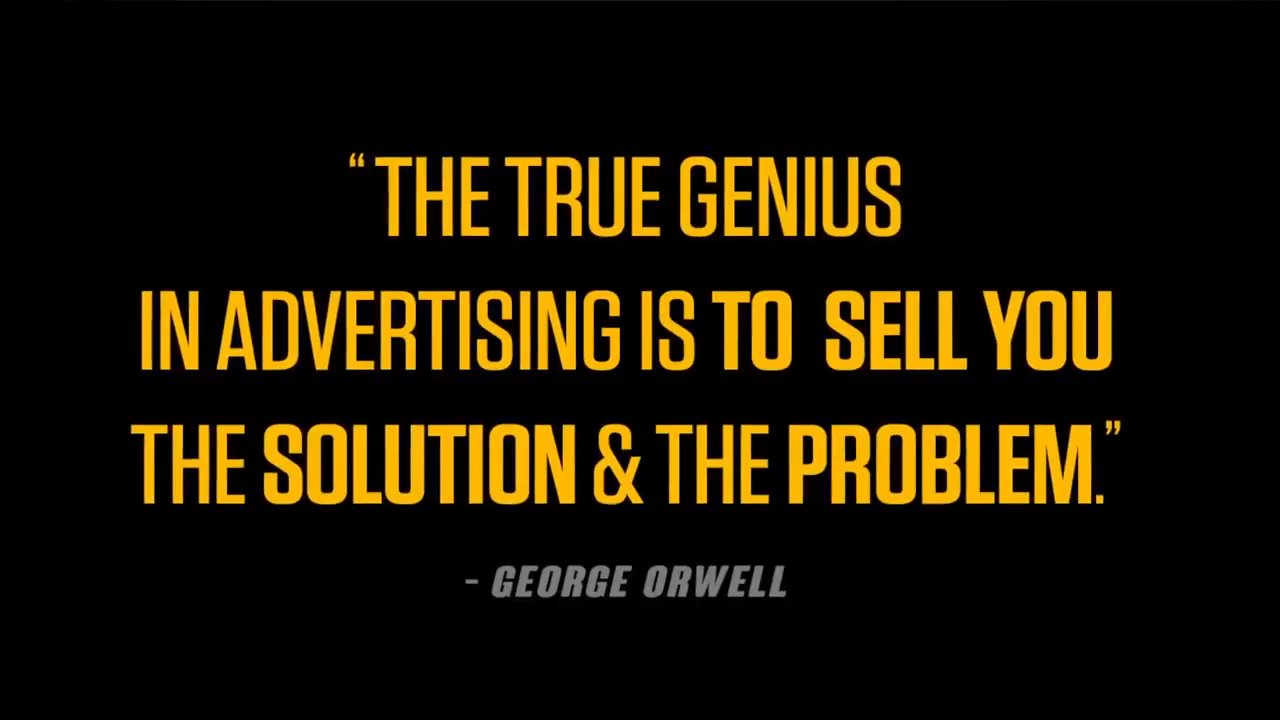 “THE TRUE GENIUS
IN ADVERTISING IS TO SELL YOU
THE SOLUTION & THE PROBLEM.”
- GEORGE ORWELL